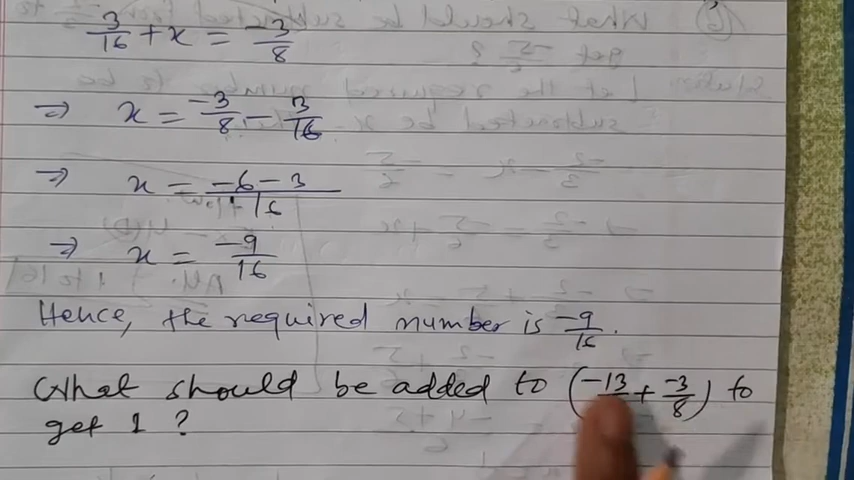 3/16 + x = -3/8
⇒ x = -3/8 - 3/16
⇒ x = -6-3/16
⇒ x = -9/16
Hence, the required number is -9/16.
What should be added to (-13 + -3/8) to
get 1 ?